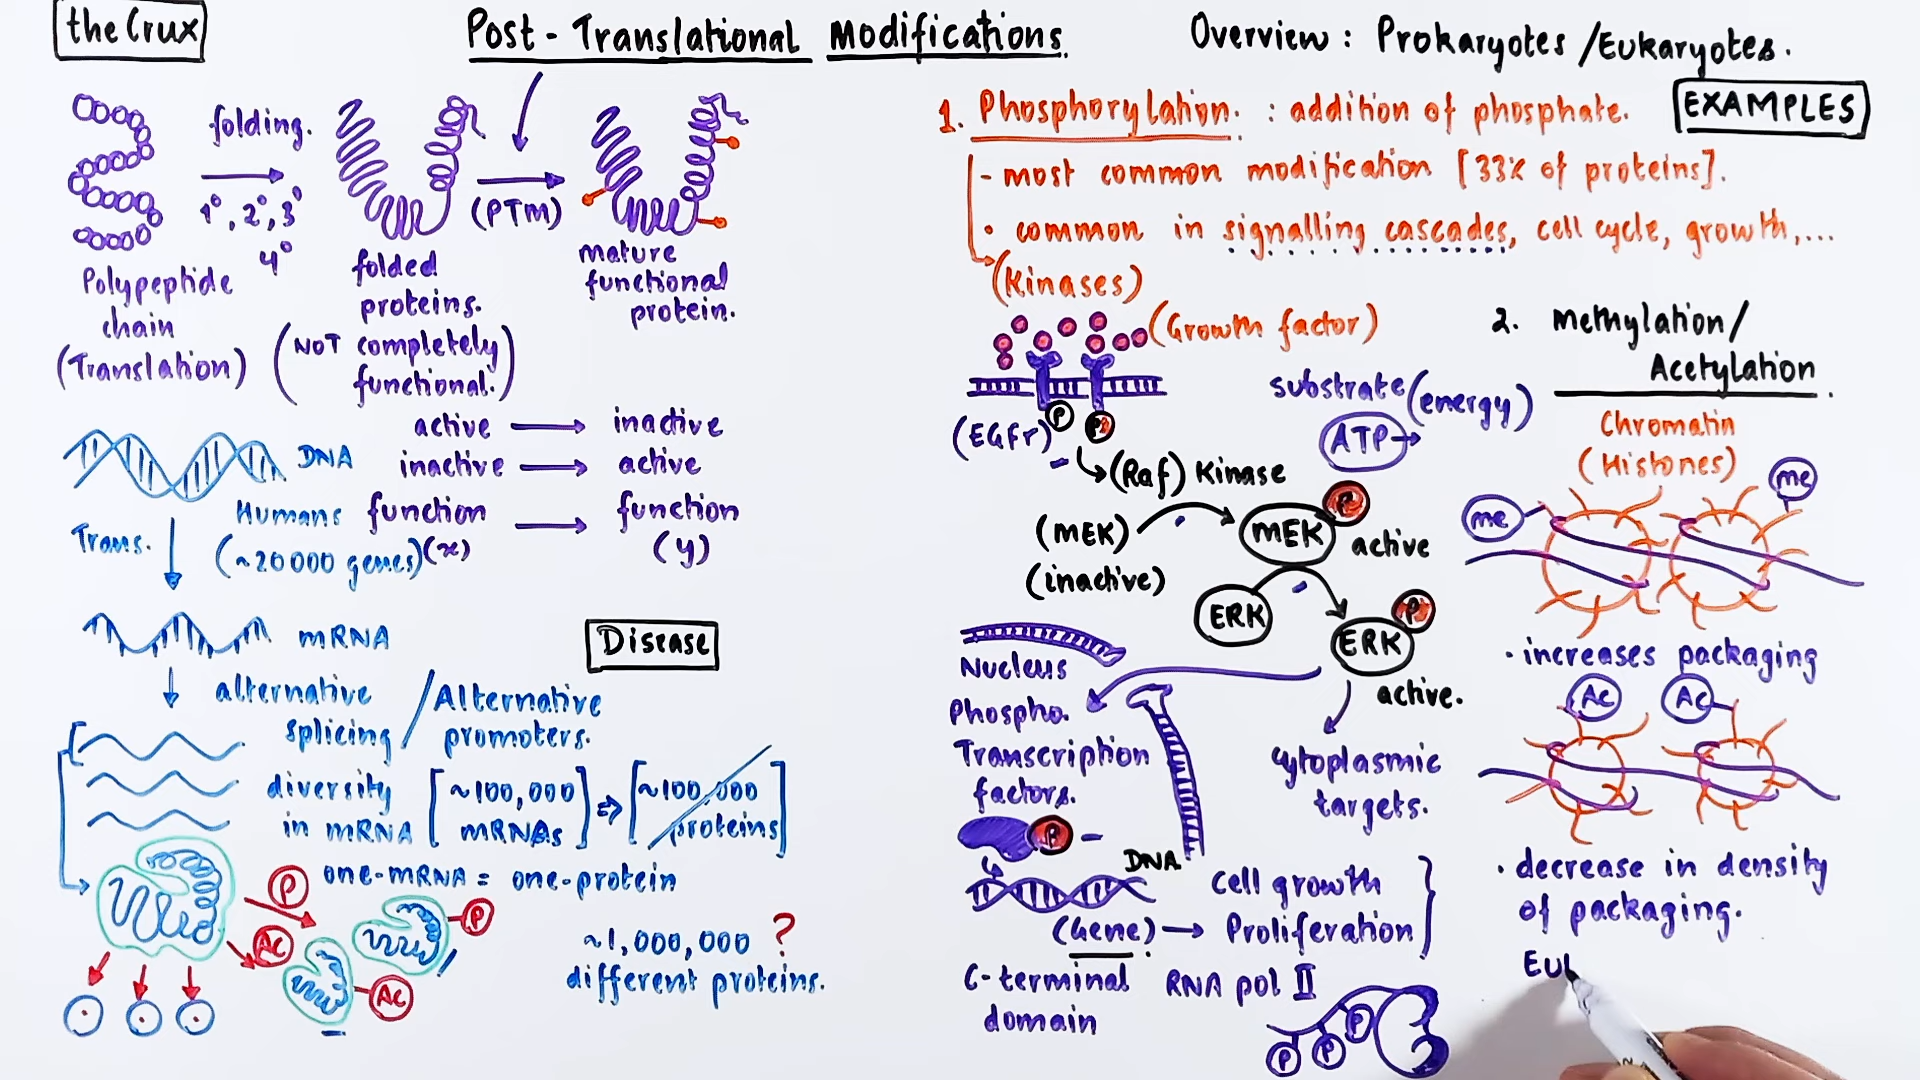 the Crux
Post-Translational Modifications
Overview: Prokaryotes/Eukaryotes.
folding.
1°, 2°, 3°
4°
(PTM)
Polypeptide
chain
(Translation)
folded
proteins.
(NOT completely
functional.)
mature
functional
protein.
active → inactive
inactive → active
function → function
(x) (y)
DNA
Trans.
Humans
(~20000 genes)
mRNA
Disease
alternative / Alternative
splicing / promoters.
diversity [~100,000] ⇒ [~100,000
in mRNA [mRNAs] proteins]
one-mRNA = one-protein
P
Ac
P
Ac
~1,000,000 ?
different proteins.
EXAMPLES
1. Phosphorylation. : addition of phosphate.
- most common modification [33% of proteins].
• common in signalling cascades, cell cycle, growth,...
(Kinases)
(Growth factor)
(EGFr)
P P
(Raf) Kinase
substrate (energy)
ATP
(MEK)
(inactive)
MEK P
active
ERK
ERK P
active.
Nucleus
Phospho.
Transcription
factors.
P
cytoplasmic
targets.
DNA
(Gene) → Cell growth
Proliferation
C-terminal
domain
RNA pol II
P P P
2. Methylation/
Acetylation.
Chromatin
(Histones)
me me
• increases packaging
Ac Ac
• decrease in density
of packaging.
Eu